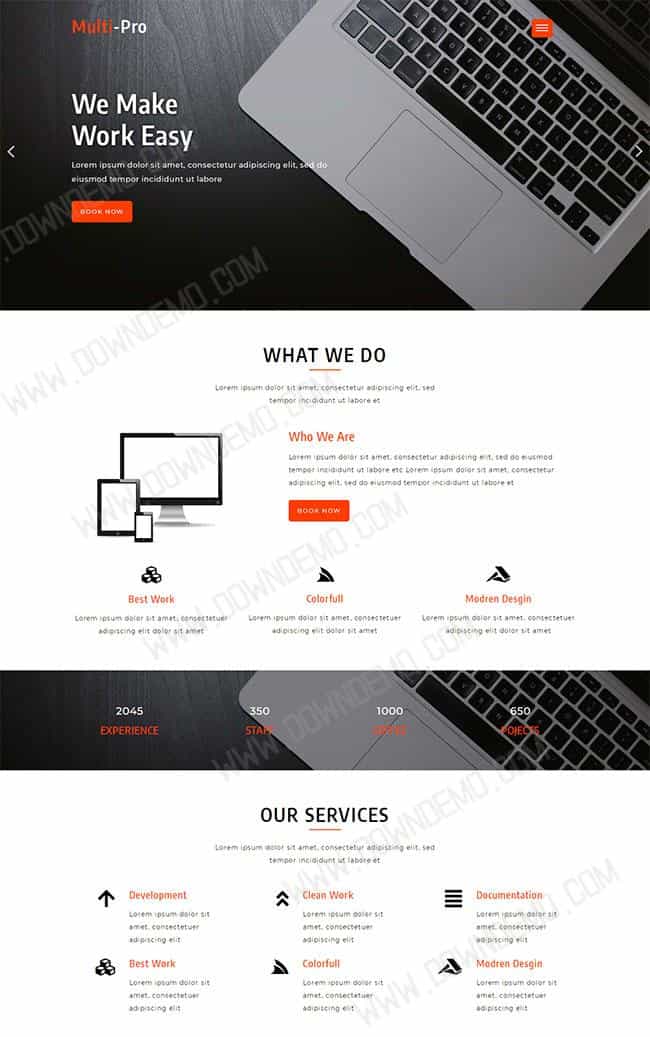 Multi-Pro
We Make
Work Easy
Lorem ipsum dolor sit amet, consectetur adipiscing elit, sed do
eiusmod tempor incididunt ut labore
BOOK NOW
WHAT WE DO
Lorem ipsum dolor sit amet, consectetur adipiscing elit, sed
tempor incididunt ut labore et
Who We Are
Lorem ipsum dolor sit amet, consectetur adipiscing elit, sed do
tempor incididunt ut labore etc Lorem ipsum dolor sit amet,
consectetur adipiscing elit, sed do eiusmod incididunt ut labore et
BOOK NOW
Best Work
Lorem ipsum dolor sit amet, consectetuer
adipiscing elit dolor sit amet
Colorfull
Lorem ipsum dolor sit amet, consectetuer
adipiscing elit dolor sit amet
Modren Desgin
Lorem ipsum dolor sit amet, consectetuer
adipiscing elit dolor sit amet
2045
EXPERIENCE
350
STAFF
1000
650
POJECTS
OUR SERVICES
Lorem ipsum dolor sit amet, consectetur adipiscing elit, sed
tempor incididunt ut labore et
Development
Lorem ipsum dolor sit
amet, consectetuer
adipiscing elit
Clean Work
Lorem ipsum dolor sit
amet, consectetuer
adipiscing elit
Documentation
Lorem ipsum dolor sit
amet, consectetuer
adipiscing elit
Best Work
Lorem ipsum dolor sit
amet, consectetuer
adipiscing elit
Colorfull
Lorem ipsum dolor sit
amet, consectetuer
adipiscing elit
Modren Desgin
Lorem ipsum dolor sit
amet, consectetuer
adipiscing elit
WWW.DOWNDEMO.COM